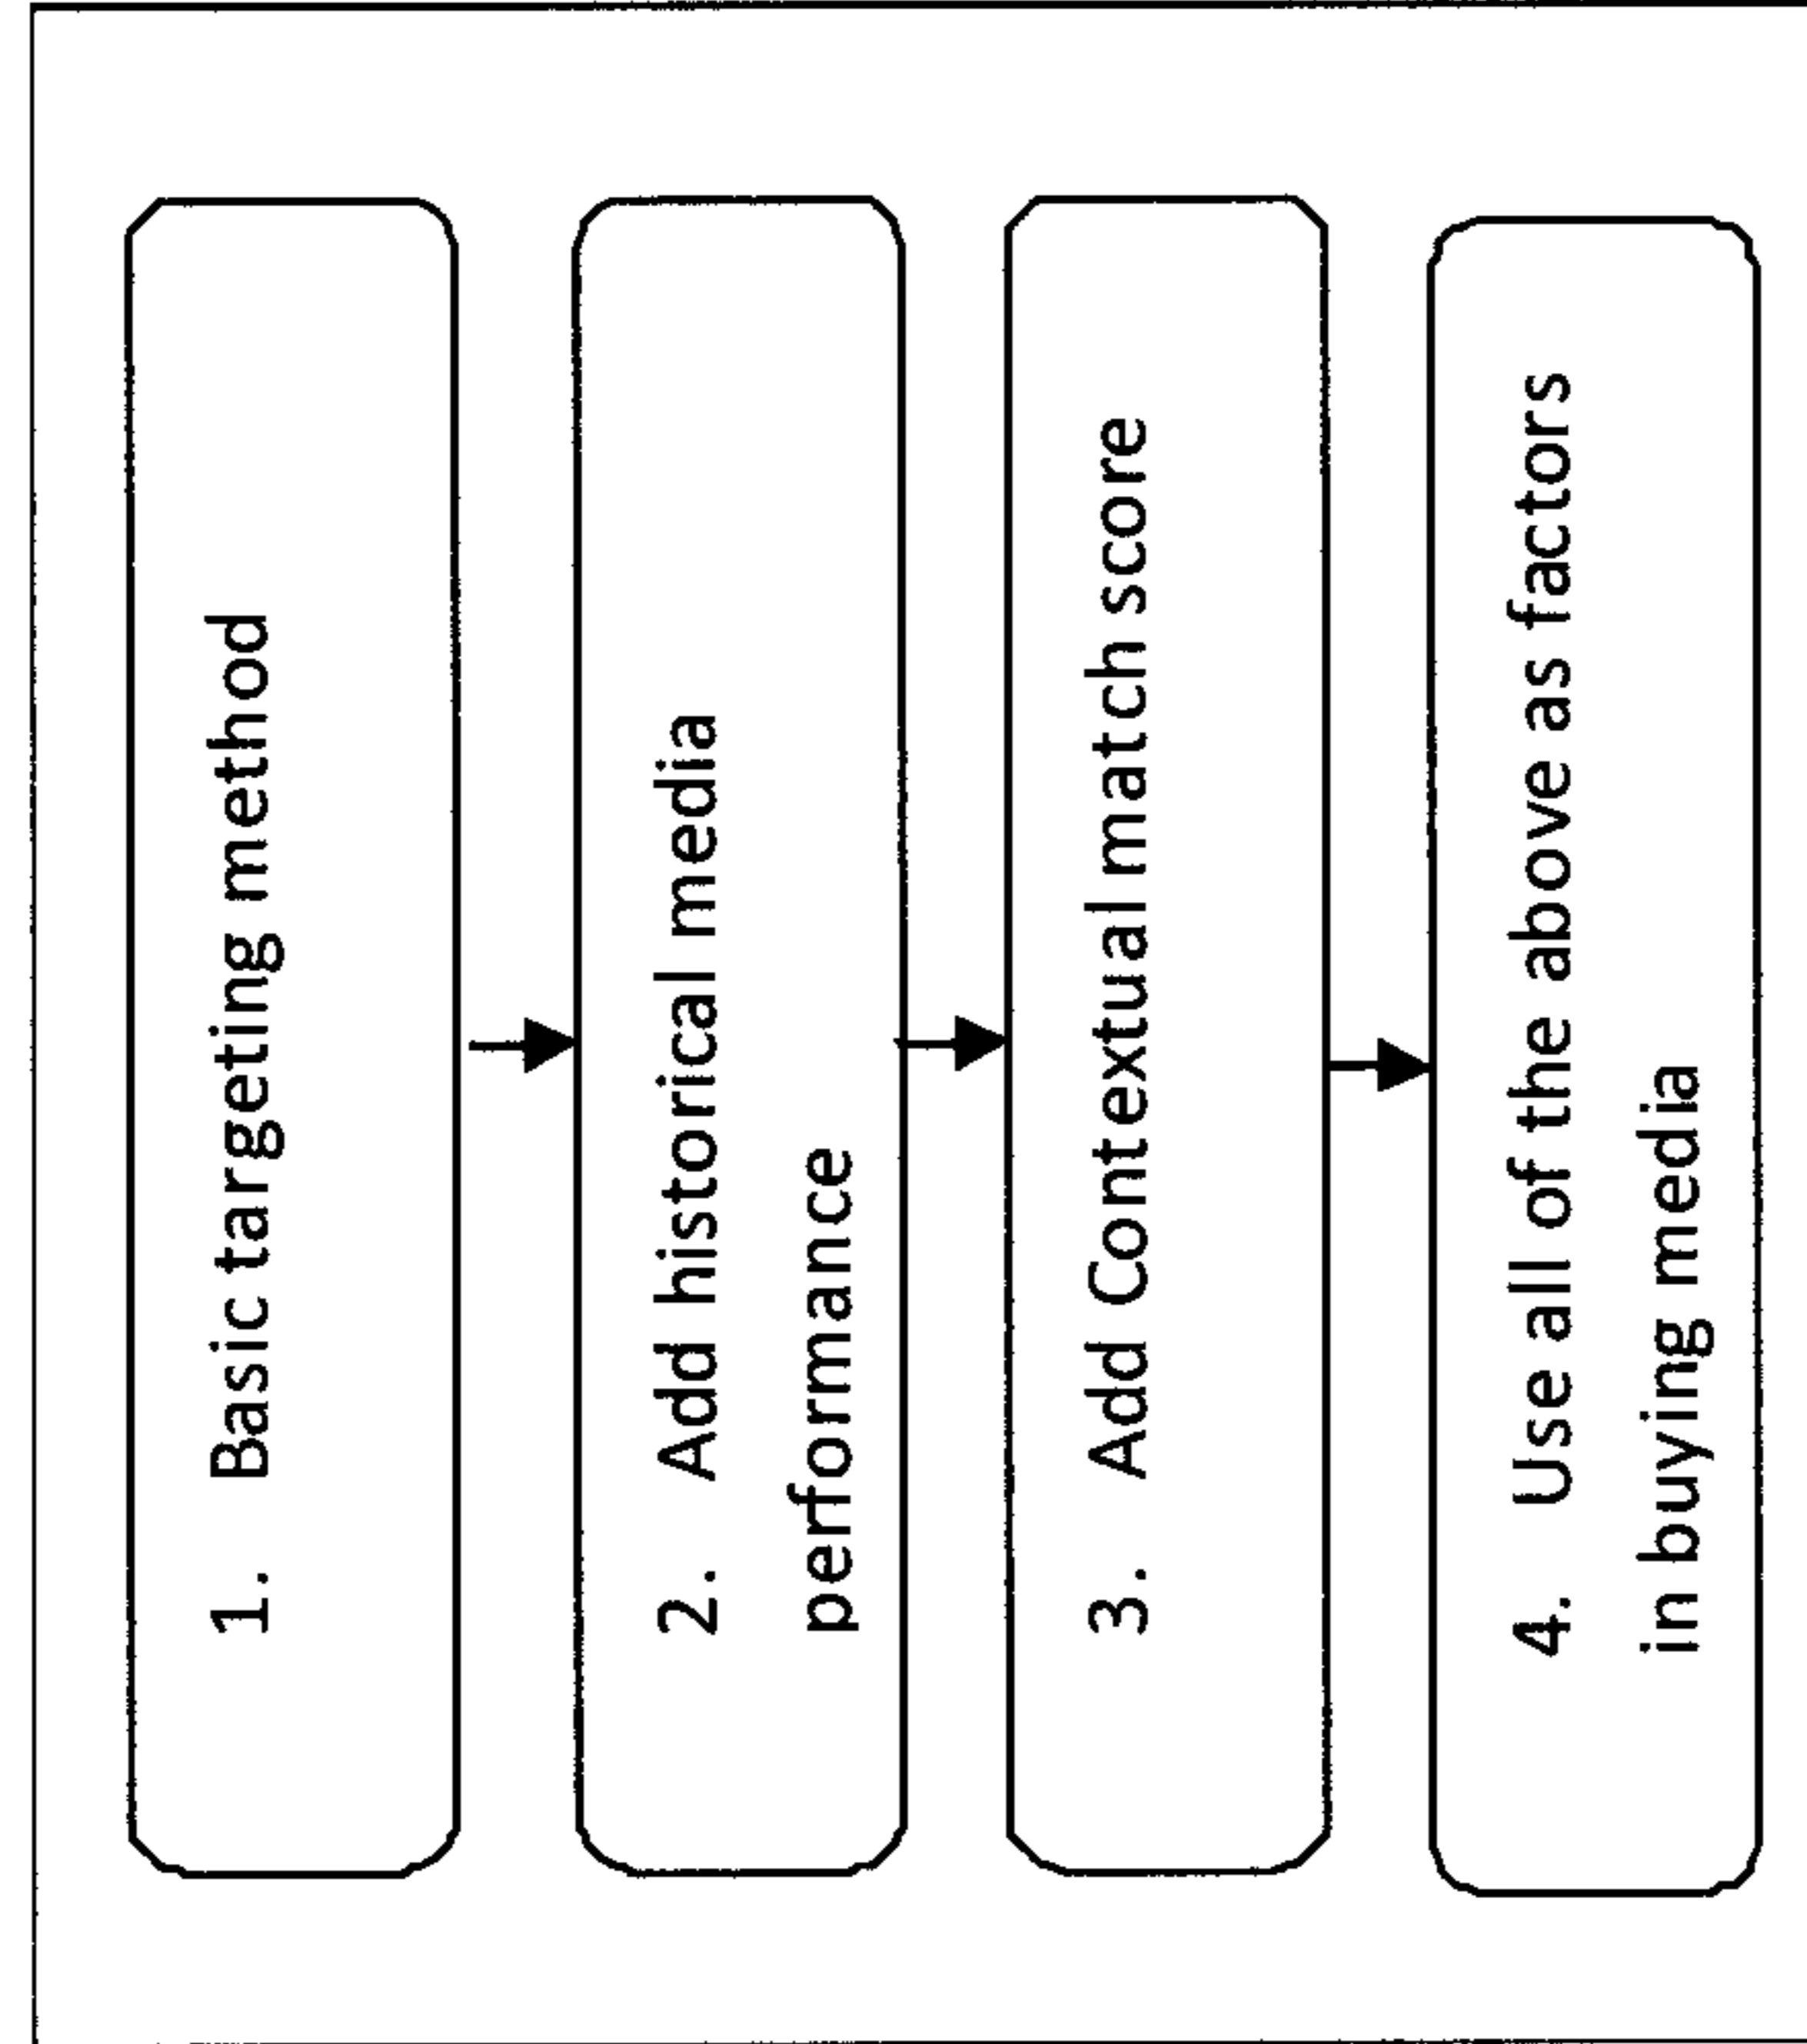 1. Basic targeting method
2. Add historical media
performance
3. Add Contextual match score
4. Use all of the above as factors
in buying media